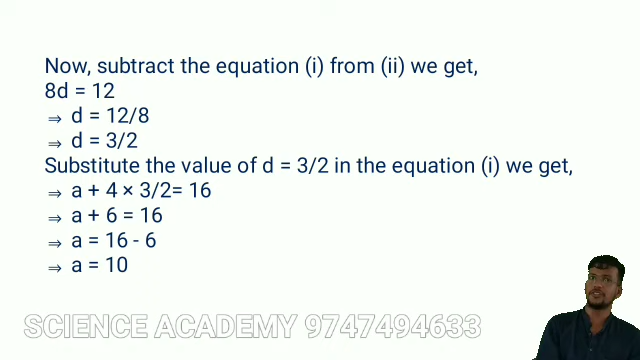 Now, subtract the equation (i) from (ii) we get,
8d = 12
⇒ d = 12/8
⇒ d = 3/2
Substitute the value of d = 3/2 in the equation (i) we get,
⇒ a + 4 × 3/2= 16
⇒ a + 6 = 16
⇒ a = 16 - 6
⇒ a = 10
SCIENCE ACADEMY 9747494633